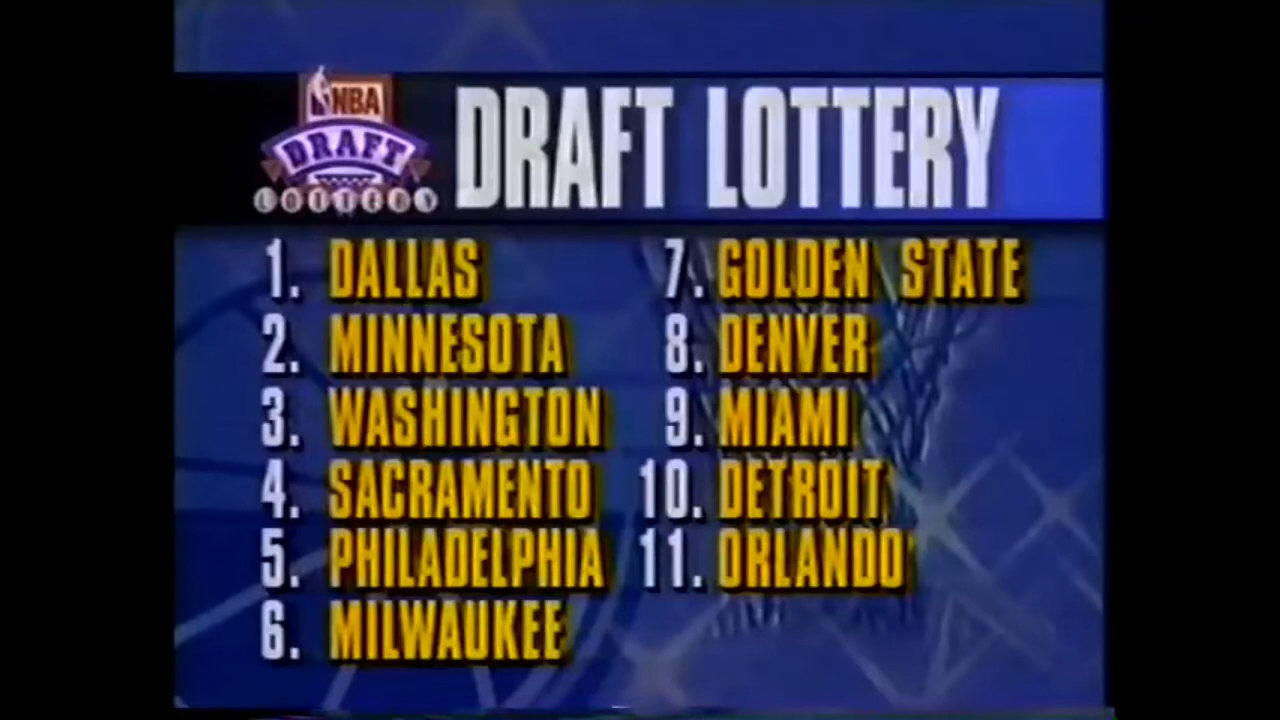 NBA
DRAFT
LOTTERY
DRAFT LOTTERY
1. DALLAS
2. MINNESOTA
3. WASHINGTON
4. SACRAMENTO
5. PHILADELPHIA
6. MILWAUKEE
7. GOLDEN STATE
8. DENVER
9. MIAMI
10. DETROIT
11. ORLANDO